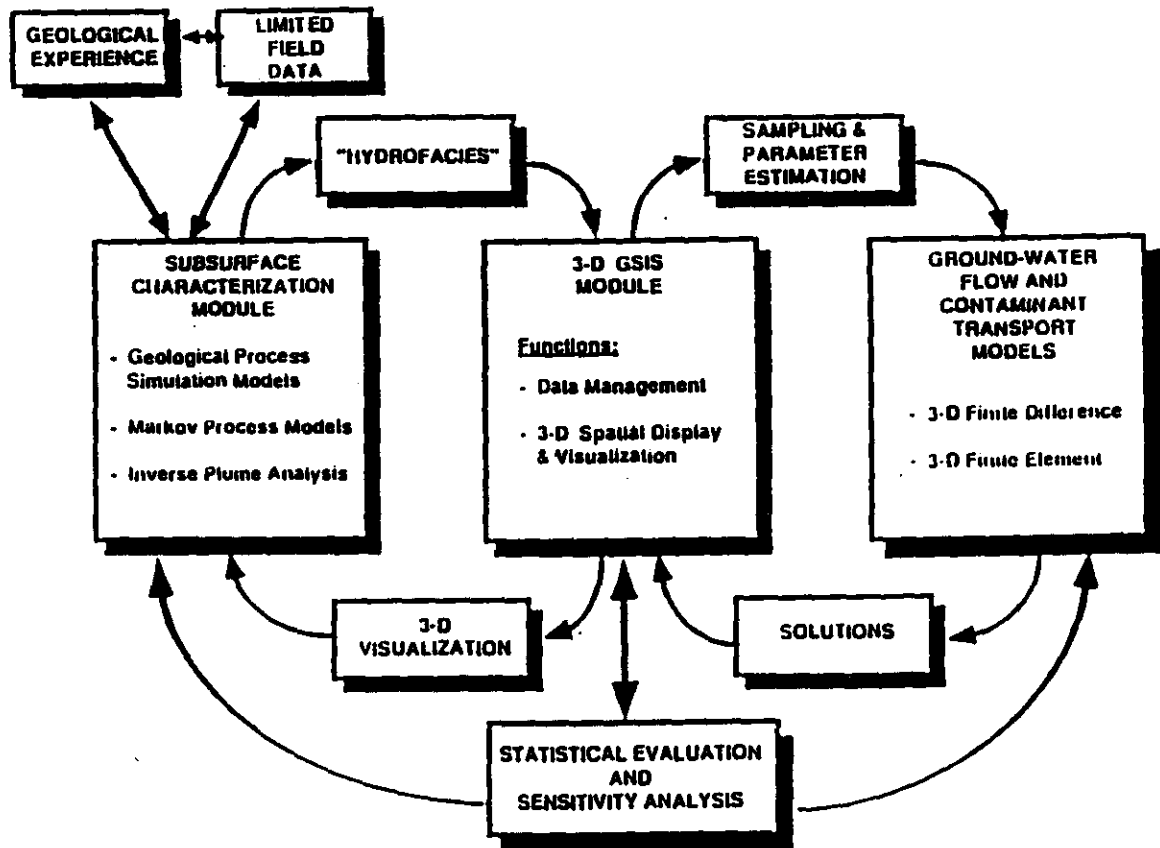 GEOLOGICAL
EXPERIENCE
LIMITED
FIELD
DATA
"HYDROFACIES"
SAMPLING &
PARAMETER
ESTIMATION
SUBSURFACE
CHARACTERIZATION
MODULE
- Geological Process
Simulation Models
- Markov Process Models
- Inverse Plume Analysis
3-D GSIS
MODULE
Functions:
- Data Management
- 3-D Spatial Display
& Visualization
GROUND-WATER
FLOW AND
CONTAMINANT
TRANSPORT
MODELS
- 3-D Finite Difference
- 3-D Finite Element
3-D
VISUALIZATION
SOLUTIONS
STATISTICAL EVALUATION
AND
SENSITIVITY ANALYSIS